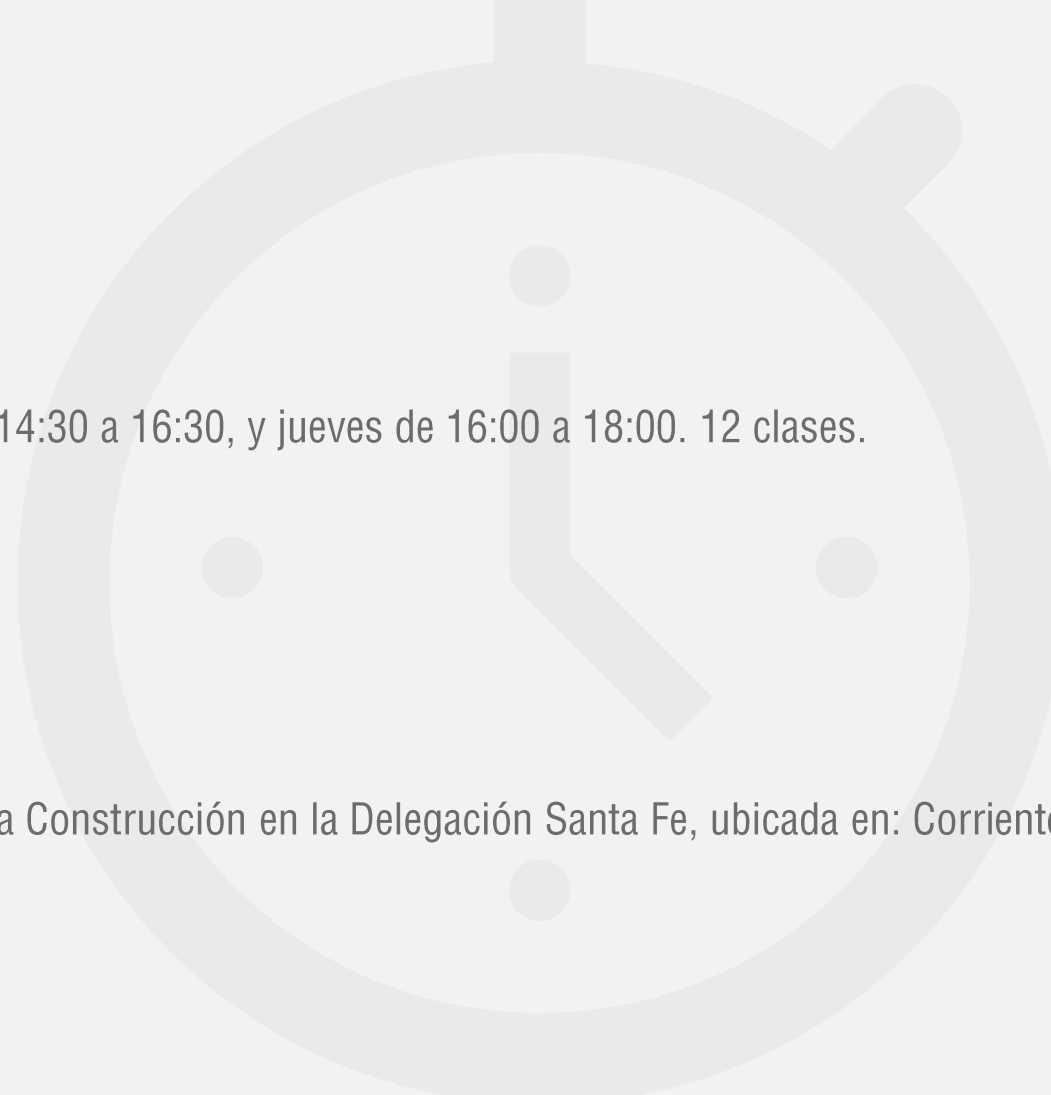 14:30 a 16:30, y jueves de 16:00 a 18:00. 12 clases.
a Construcción en la Delegación Santa Fe, ubicada en: